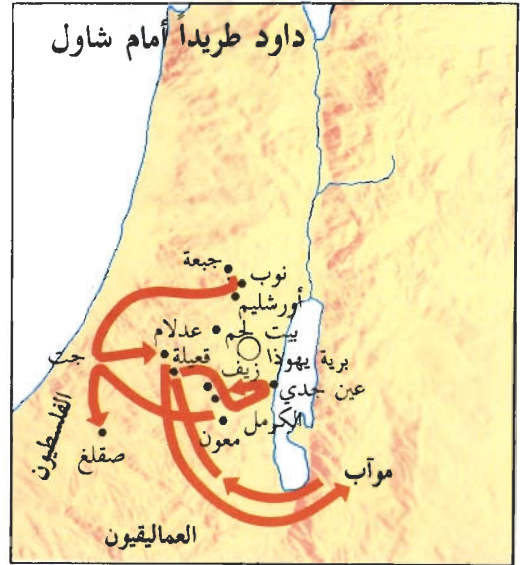 داود طريداً أمام شاول
جبعة
نوب
أورشليم
بيت لحم
عدلام
برية يهوذا
زيف
قعيلة
جت
عين جدي
الكرمل
معون
الفلسطيون
صقلغ
موآب
العماليقيون